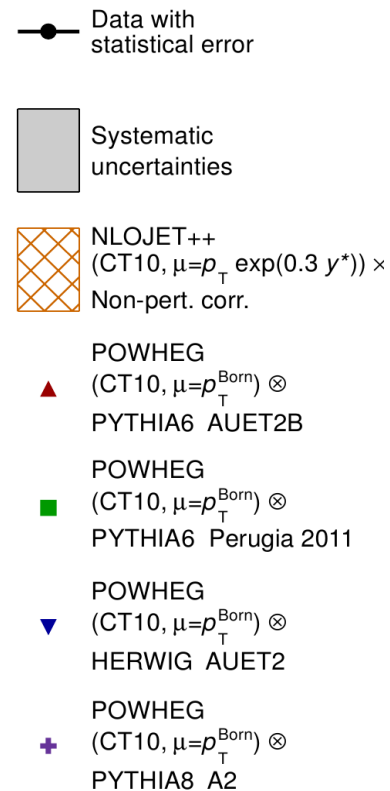 Data with
statistical error
Systematic
uncertainties
NLOJET++
(CT10, μ=p_T exp(0.3 y*)) ×
Non-pert. corr.
POWHEG
(CT10, μ=p_T^Born) ⊗
PYTHIA6 AUET2B
POWHEG
(CT10, μ=p_T^Born) ⊗
PYTHIA6 Perugia 2011
POWHEG
(CT10, μ=p_T^Born) ⊗
HERWIG AUET2
POWHEG
(CT10, μ=p_T^Born) ⊗
PYTHIA8 A2